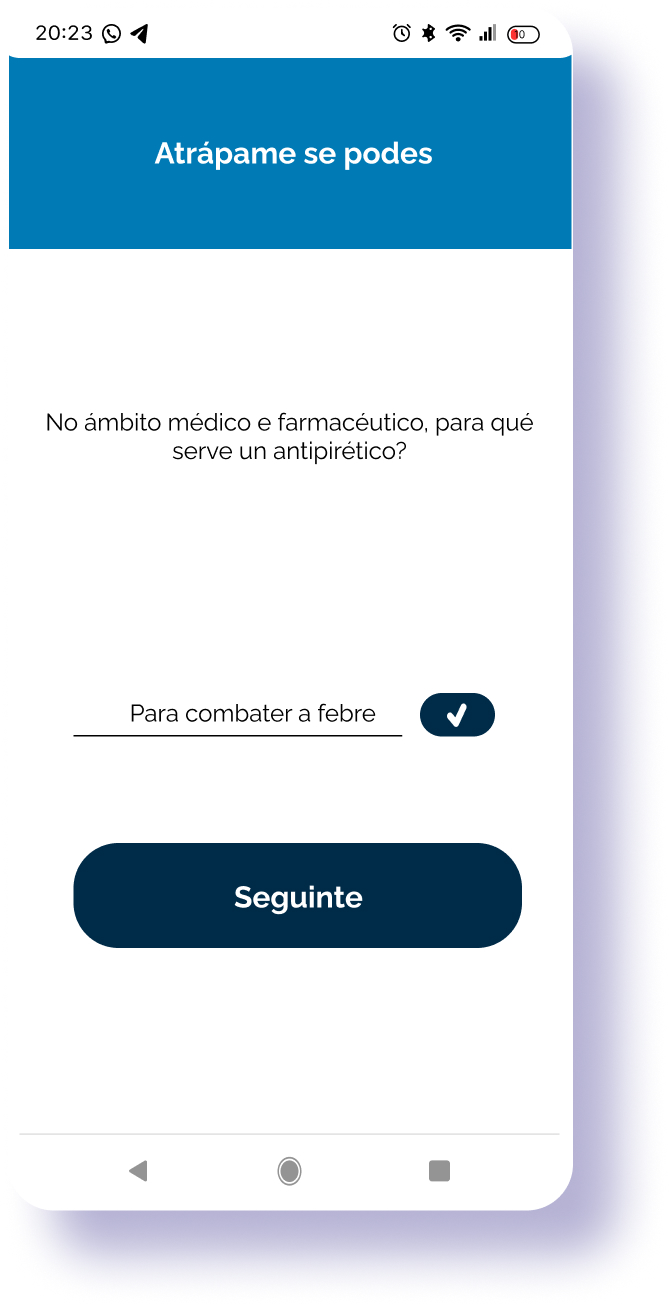 20:23
Atrápame se podes
No ámbito médico e farmacéutico, para qué
serve un antipirético?
Para combater a febre
Seguinte